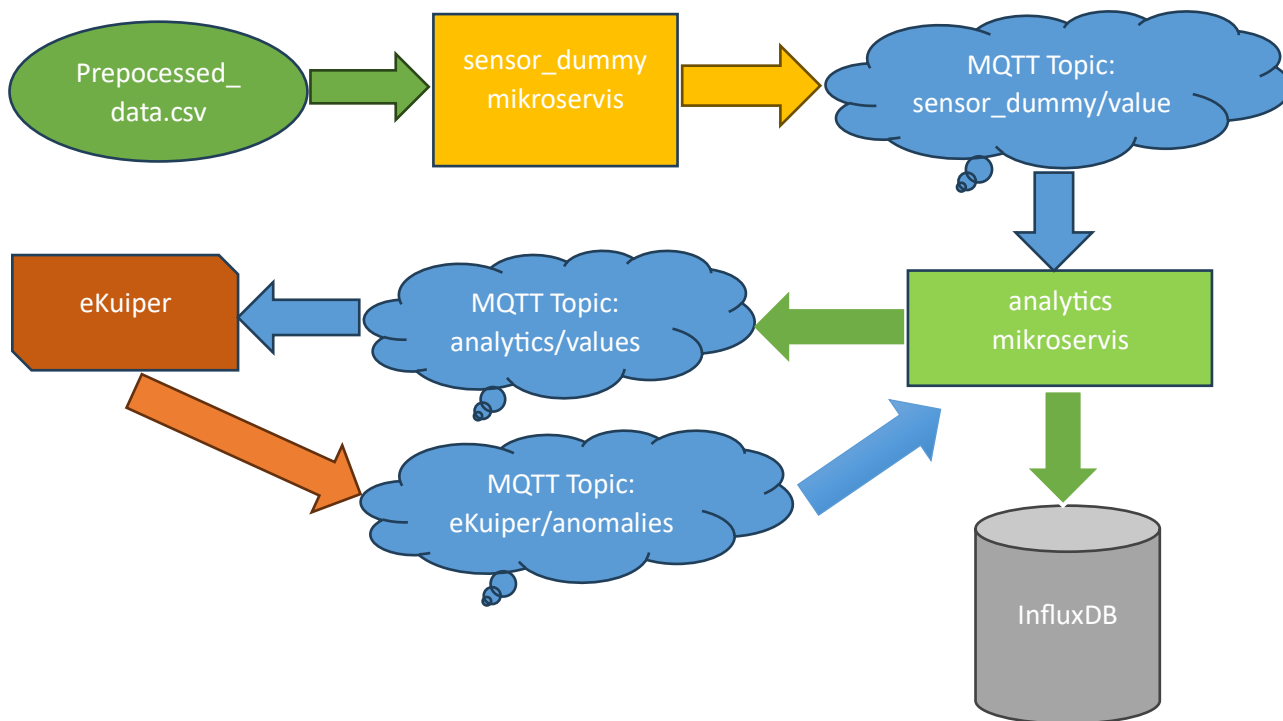 Prepocessed_
data.csv
sensor_dummy
mikroservis
MQTT Topic:
sensor_dummy/value
eKuiper
MQTT Topic:
analytics/values
analytics
mikroservis
MQTT Topic:
eKuiper/anomalies
InfluxDB